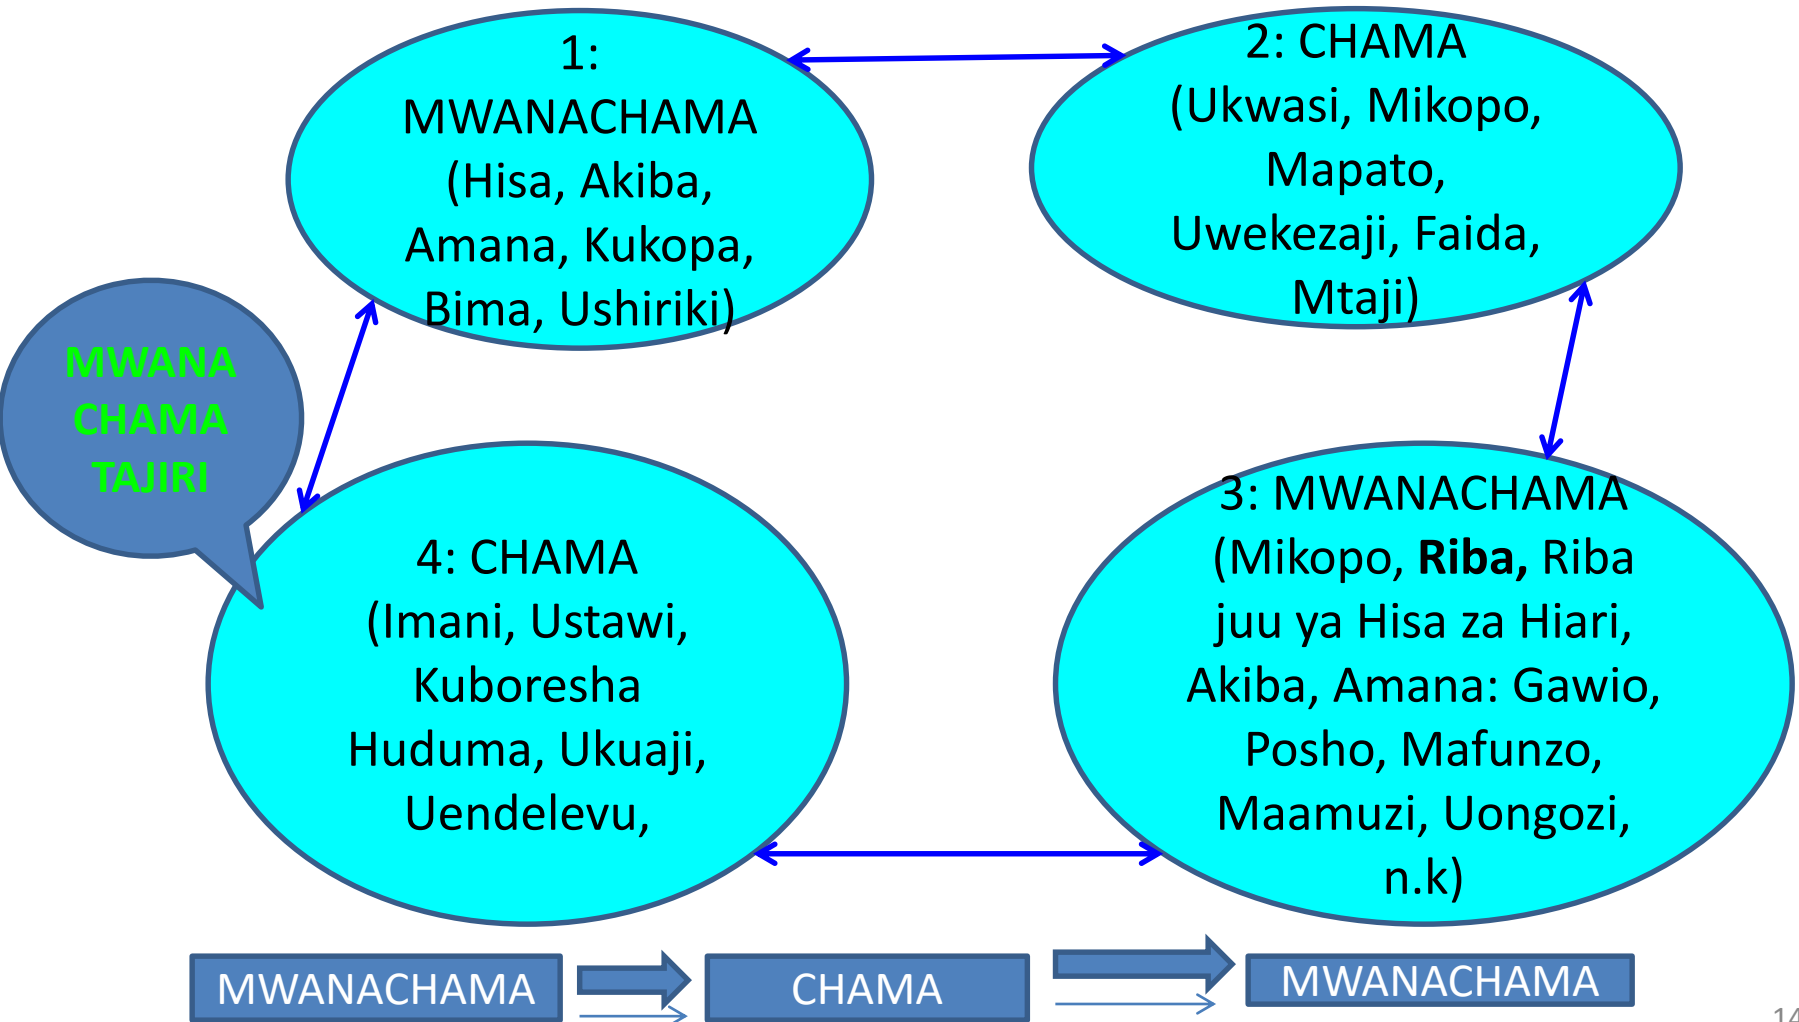 1:
MWANACHAMA
(Hisa, Akiba,
Amana, Kukopa,
Bima, Ushiriki)
2: CHAMA
(Ukwasi, Mikopo,
Mapato,
Uwekezaji, Faida,
Mtaji)
MWANA
CHAMA
TAJIRI
4: CHAMA
(Imani, Ustawi,
Kuboresha
Huduma, Ukuaji,
Uendelevu,
3: MWANACHAMA
(Mikopo, Riba, Riba
juu ya Hisa za Hiari,
Akiba, Amana: Gawio,
Posho, Mafunzo,
Maamuzi, Uongozi,
n.k)
MWANACHAMA
CHAMA
MWANACHAMA
14